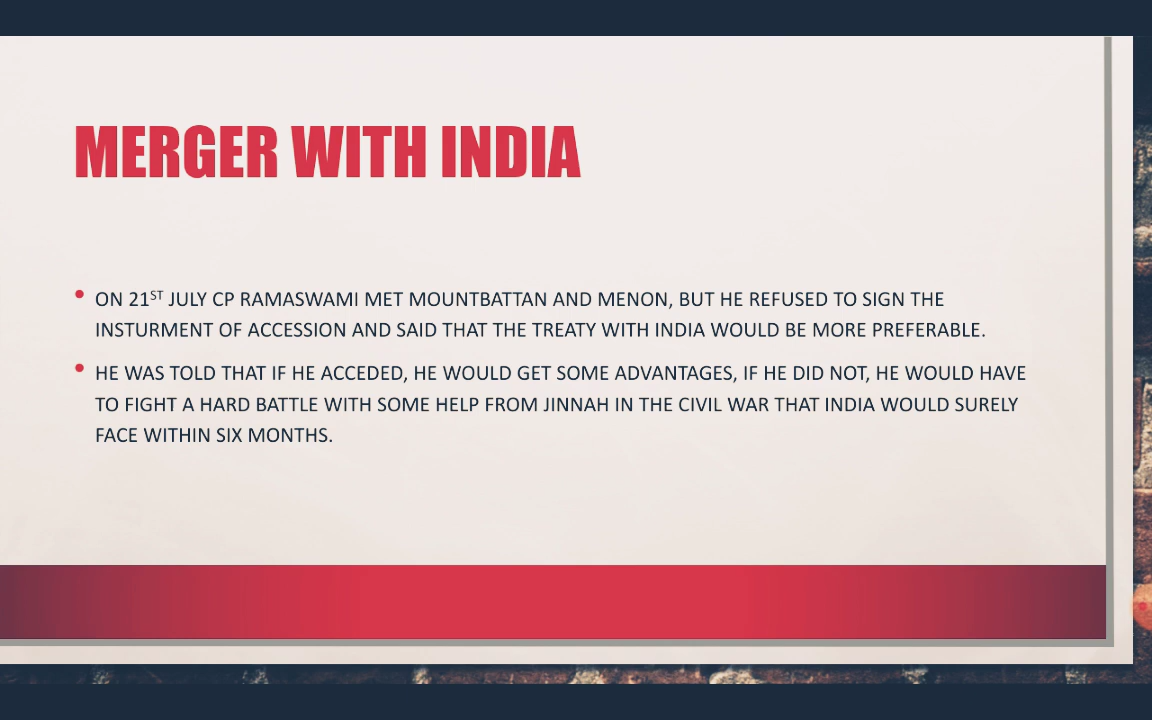 MERGER WITH INDIA
• ON 21ST JULY CP RAMASWAMI MET MOUNTBATTAN AND MENON, BUT HE REFUSED TO SIGN THE
INSTURMENT OF ACCESSION AND SAID THAT THE TREATY WITH INDIA WOULD BE MORE PREFERABLE.
• HE WAS TOLD THAT IF HE ACCEDED, HE WOULD GET SOME ADVANTAGES, IF HE DID NOT, HE WOULD HAVE
TO FIGHT A HARD BATTLE WITH SOME HELP FROM JINNAH IN THE CIVIL WAR THAT INDIA WOULD SURELY
FACE WITHIN SIX MONTHS.